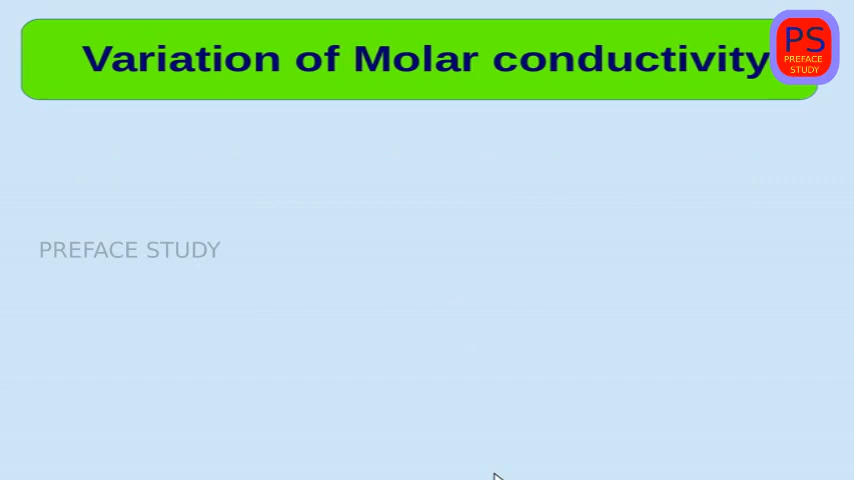 Variation of Molar conductivity
PS
PREFACE
STUDY
PREFACE STUDY